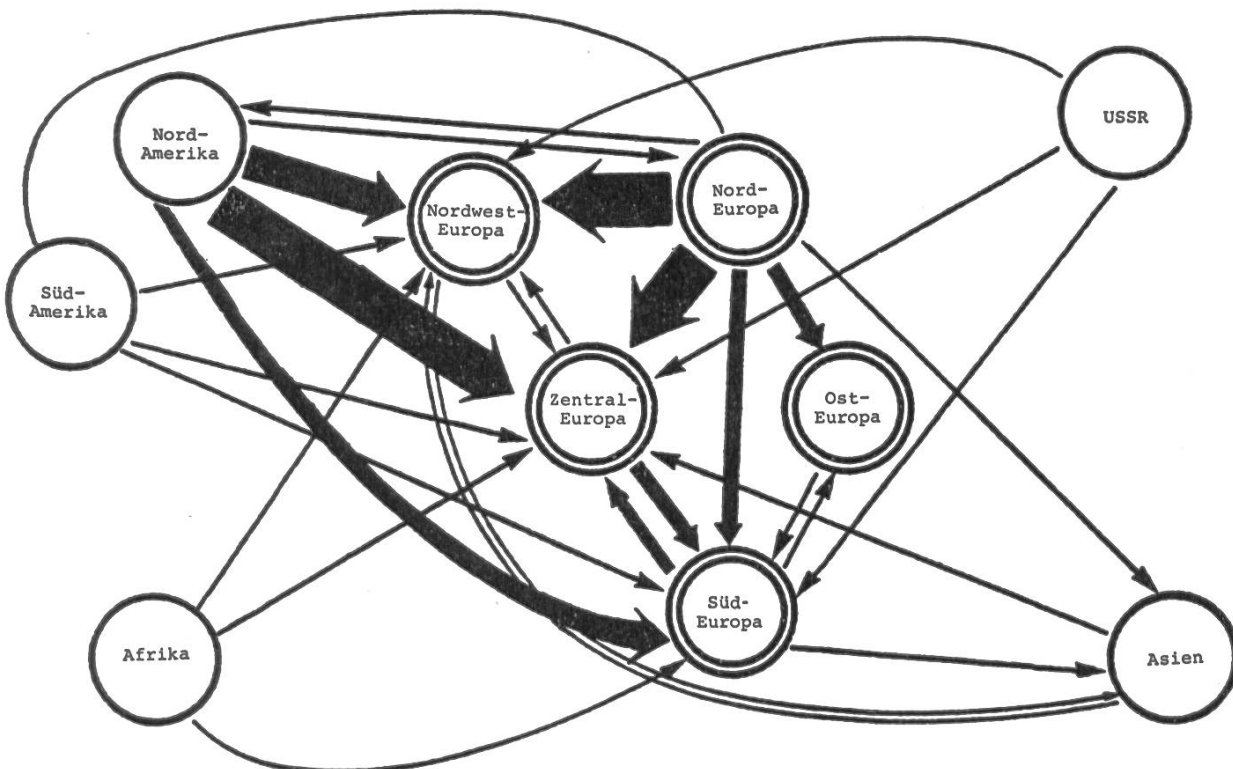 Nord-
Amerika
USSR
Nordwest-
Europa
Nord-
Europa
Süd-
Amerika
Zentral-
Europa
Ost-
Europa
Süd-
Europa
Afrika
Asien